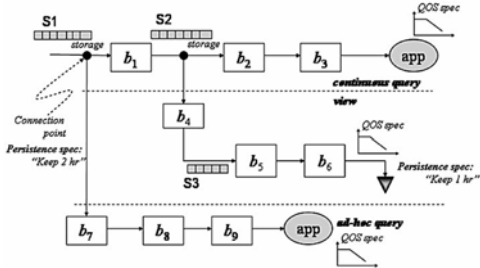 S1
S2
QOS spec
storage
storage
b1
b2
b3
app
continuous query
view
Connection
point
b4
QOS spec
Persistence spec:
"Keep 2 hr"
S3
b5
b6
Persistence spec:
"Keep 1 hr"
ad-hoc query
b7
b8
b9
app
QOS spec